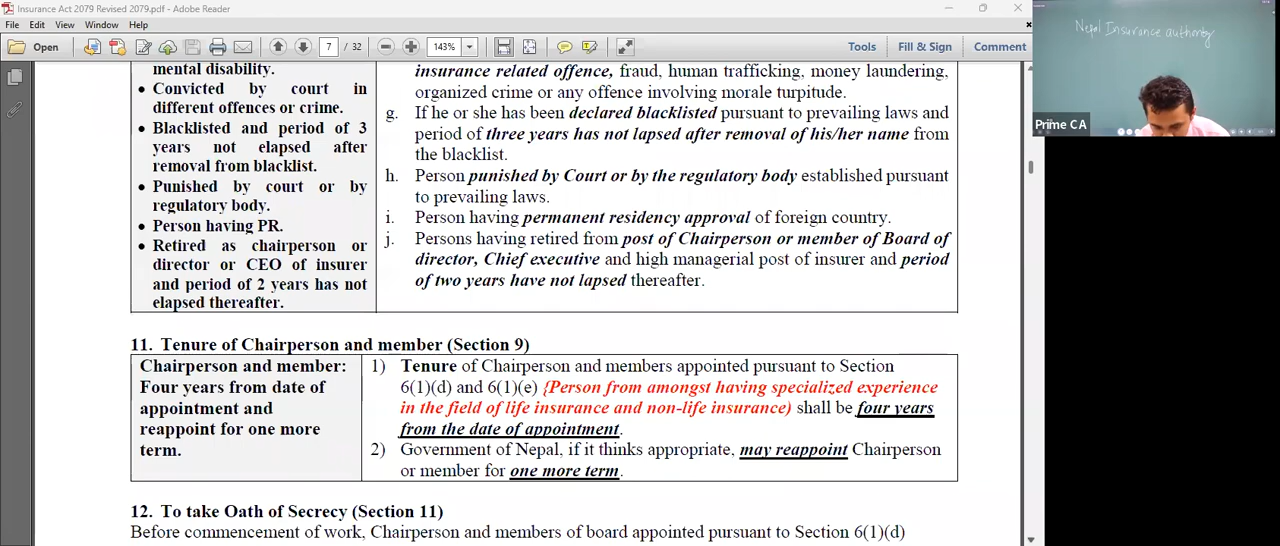 Insurance Act 2079 Revised 2079.pdf - Adobe Reader
File Edit View Window Help
Open 7 / 32 143% Tools Fill & Sign Comment
mental disability.
• Convicted by court in
different offences or crime.
• Blacklisted and period of 3
years not elapsed after
removal from blacklist.
• Punished by court or by
regulatory body.
• Person having PR.
• Retired as chairperson or
director or CEO of insurer
and period of 2 years has not
elapsed thereafter.
insurance related offence, fraud, human trafficking, money laundering,
organized crime or any offence involving morale turpitude.
g. If he or she has been declared blacklisted pursuant to prevailing laws and
period of three years has not lapsed after removal of his/her name from
the blacklist.
h. Person punished by Court or by the regulatory body established pursuant
to prevailing laws.
i. Person having permanent residency approval of foreign country.
j. Persons having retired from post of Chairperson or member of Board of
director, Chief executive and high managerial post of insurer and period
of two years have not lapsed thereafter.
11. Tenure of Chairperson and member (Section 9)
Chairperson and member:
Four years from date of
appointment and
reappoint for one more
term.
1) Tenure of Chairperson and members appointed pursuant to Section
6(1)(d) and 6(1)(e) {Person from amongst having specialized experience
in the field of life insurance and non-life insurance) shall be four years
from the date of appointment.
2) Government of Nepal, if it thinks appropriate, may reappoint Chairperson
or member for one more term.
12. To take Oath of Secrecy (Section 11)
Before commencement of work, Chairperson and members of board appointed pursuant to Section 6(1)(d)
Nepal Insurance authority
Prime CA